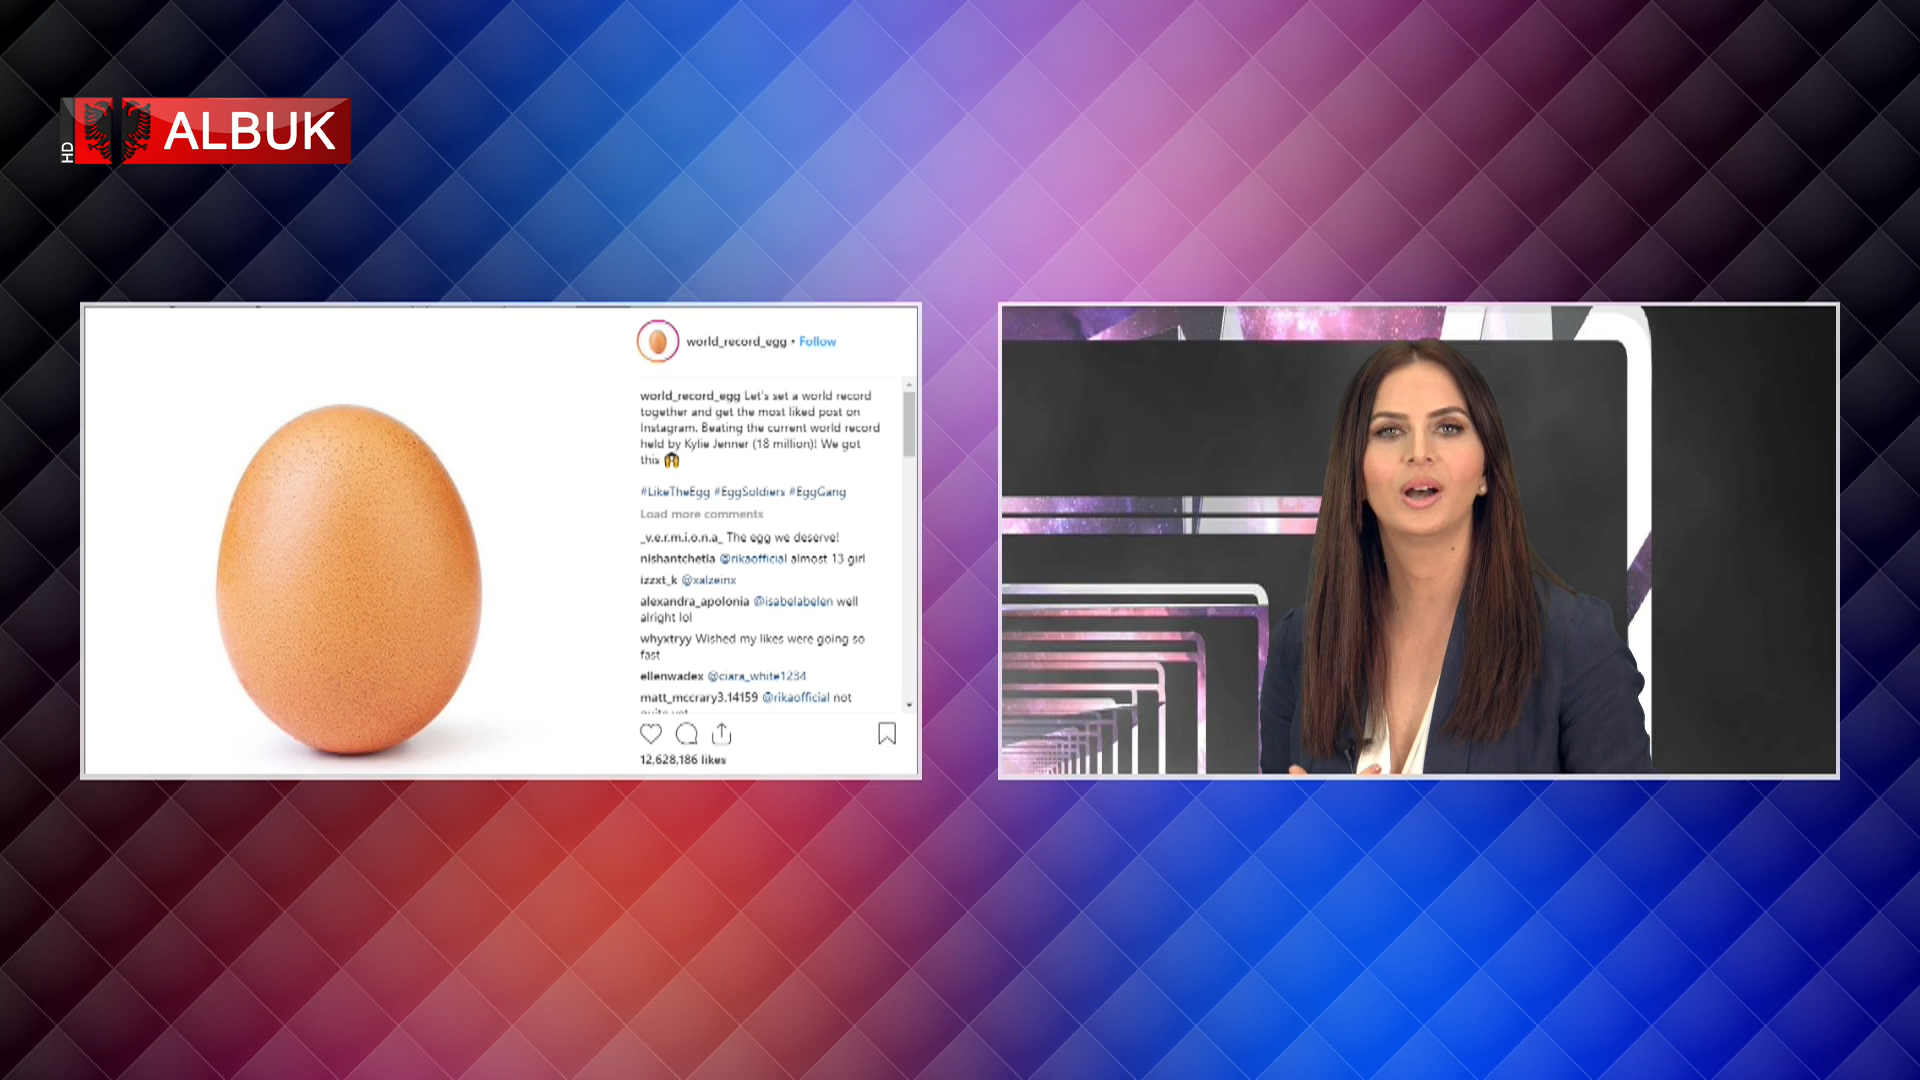 HD
ALBUK
world_record_egg • Follow
world_record_egg Let's set a world record
together and get the most liked post on
Instagram. Beating the current world record
held by Kylie Jenner (18 million)! We got
this 🙌
#LikeTheEgg #EggSoldiers #EggGang
Load more comments
_v.e.r.m.i.o.n.a_ The egg we deserve!
nishantchetia @rikaofficial almost 13 girl
izzxt_k @xalzeinx
alexandra_apolonia @isabelabelen well
alright lol
whyxtryy Wished my likes were going so
fast
ellenwadex @ciara_white1234
matt_mccrary3.14159 @rikaofficial not
12,628,186 likes